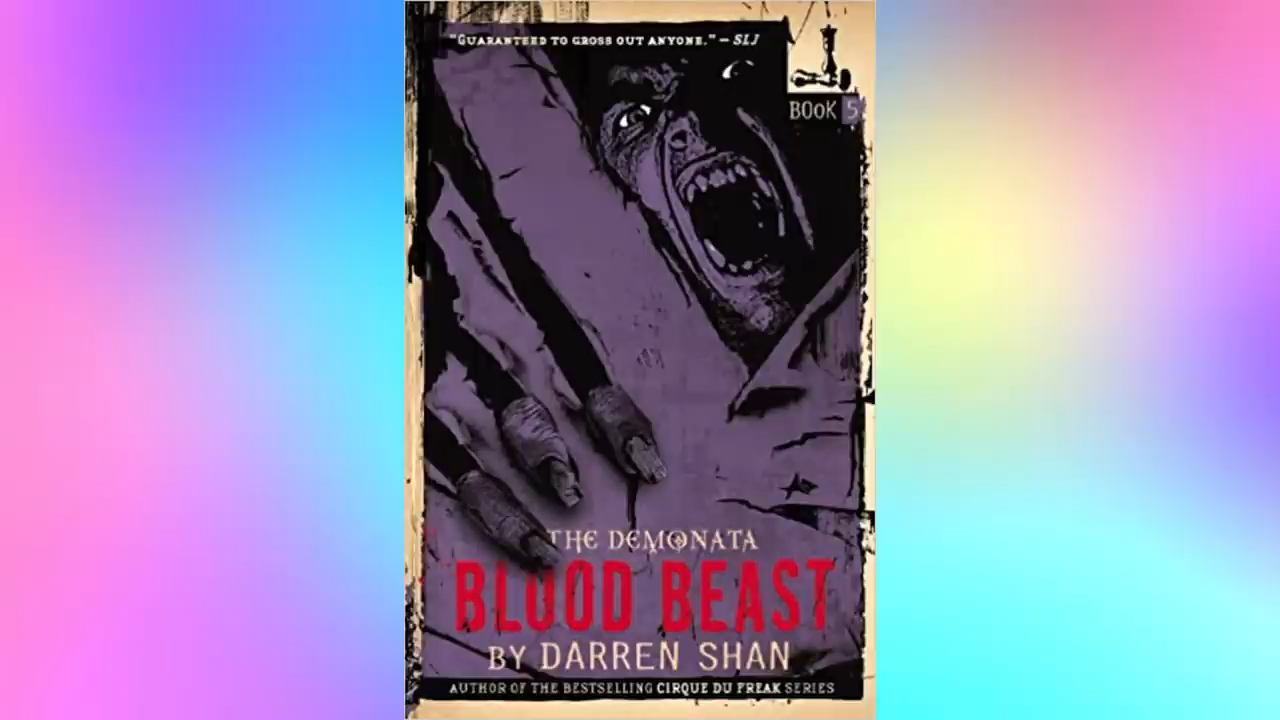 "GUARANTEED TO GROSS OUT ANYONE." – SLJ
BOOK 5
THE DEMONATA
BLOOD BEAST
BY DARREN SHAN
AUTHOR OF THE BESTSELLING CIRQUE DU FREAK SERIES